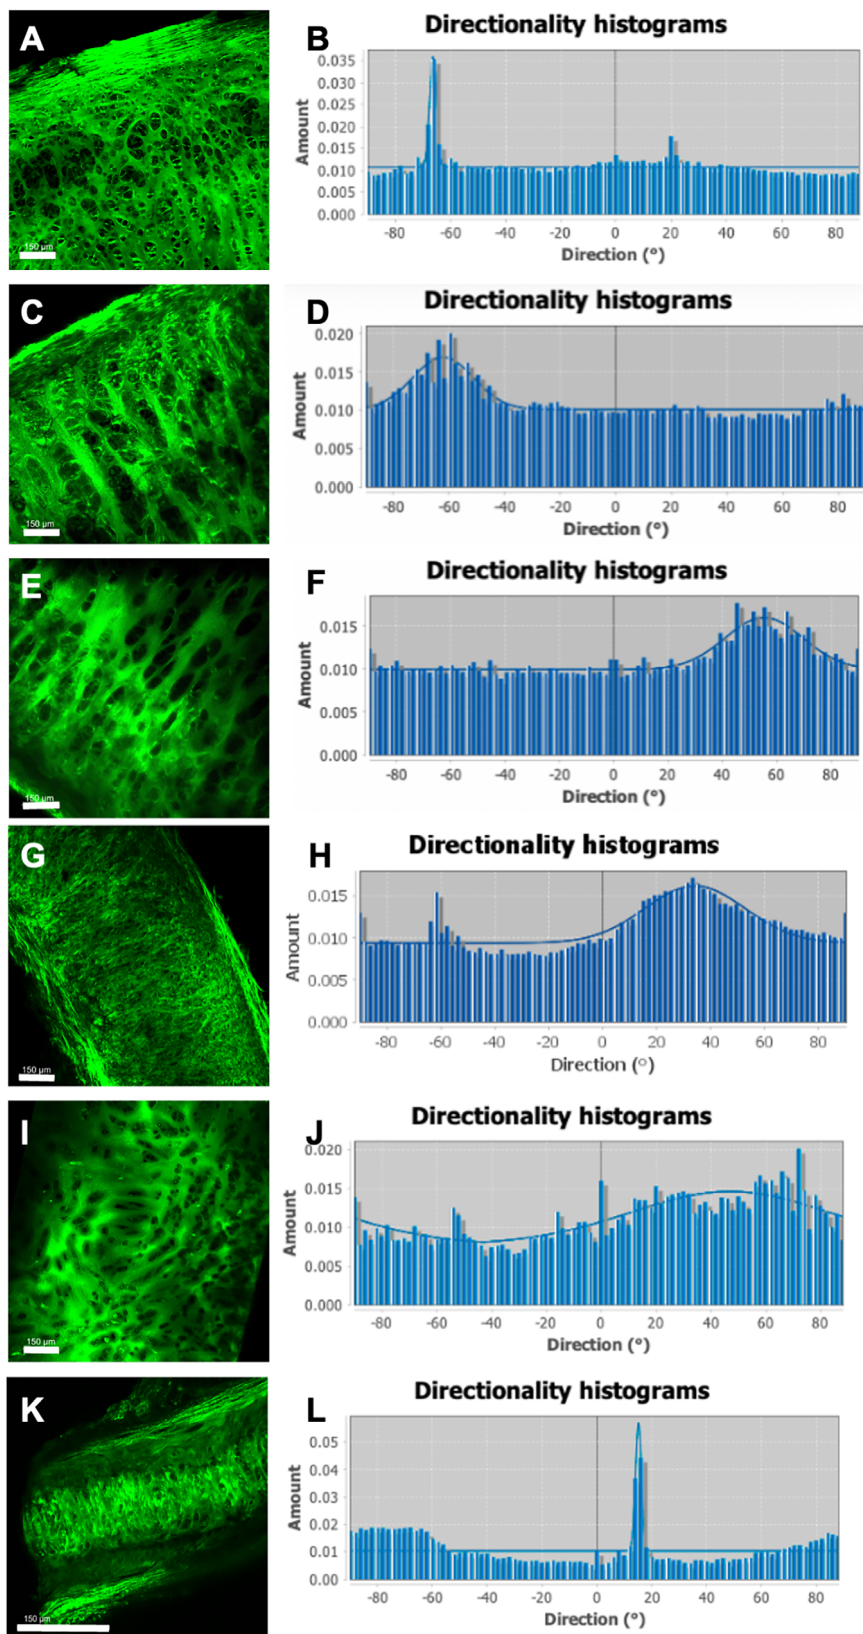 A
150 µm
B
Directionality histograms
Amount
0.035
0.030
0.025
0.020
0.015
0.010
0.005
0.000
-80 -60 -40 -20 0 20 40 60 80
Direction (°)
C
150 µm
D
Directionality histograms
Amount
0.020
0.015
0.010
0.005
0.000
-80 -60 -40 -20 0 20 40 60 80
Direction (°)
E
150 µm
F
Directionality histograms
Amount
0.015
0.010
0.005
0.000
-80 -60 -40 -20 0 20 40 60 80
Direction (°)
G
150 µm
H
Directionality histograms
Amount
0.015
0.010
0.005
0.000
-80 -60 -40 -20 0 20 40 60 80
Direction (°)
I
150 µm
J
Directionality histograms
Amount
0.020
0.015
0.010
0.005
0.000
-80 -60 -40 -20 0 20 40 60 80
Direction (°)
K
150 µm
L
Directionality histograms
Amount
0.05
0.04
0.03
0.02
0.01
0.00
-80 -60 -40 -20 0 20 40 60 80
Direction (°)